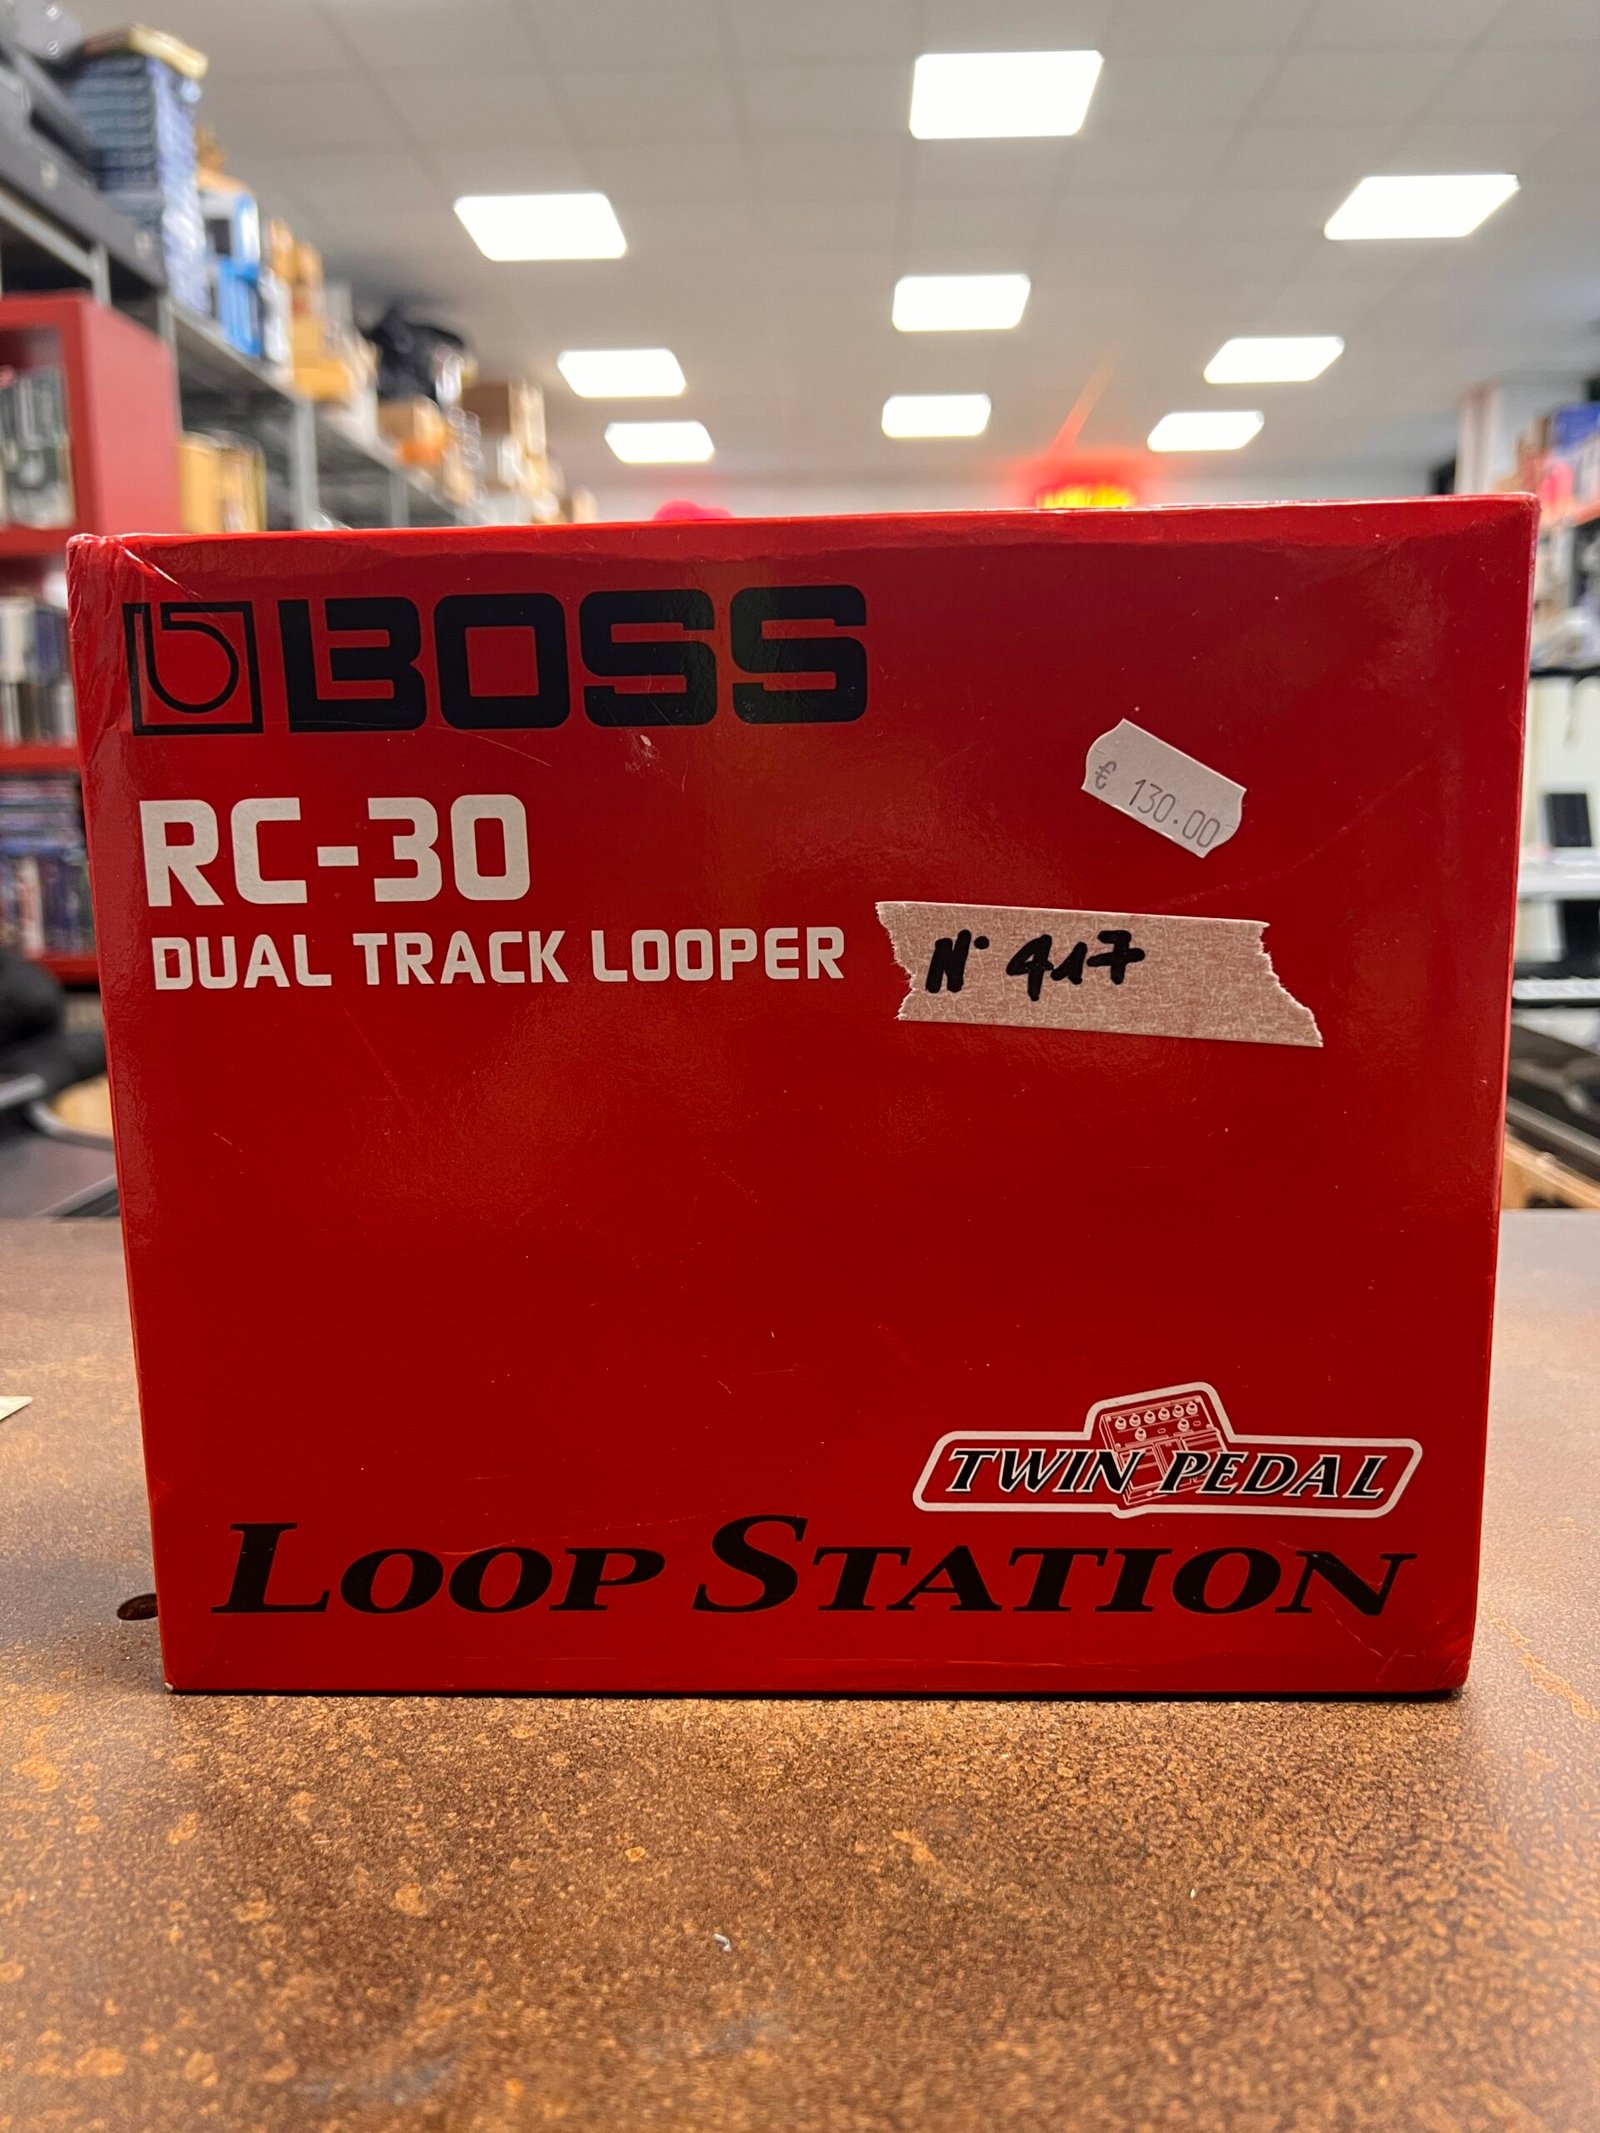 BOSS
€ 130.00
RC-30
DUAL TRACK LOOPER
N° 417
TWIN PEDAL
LOOP STATION